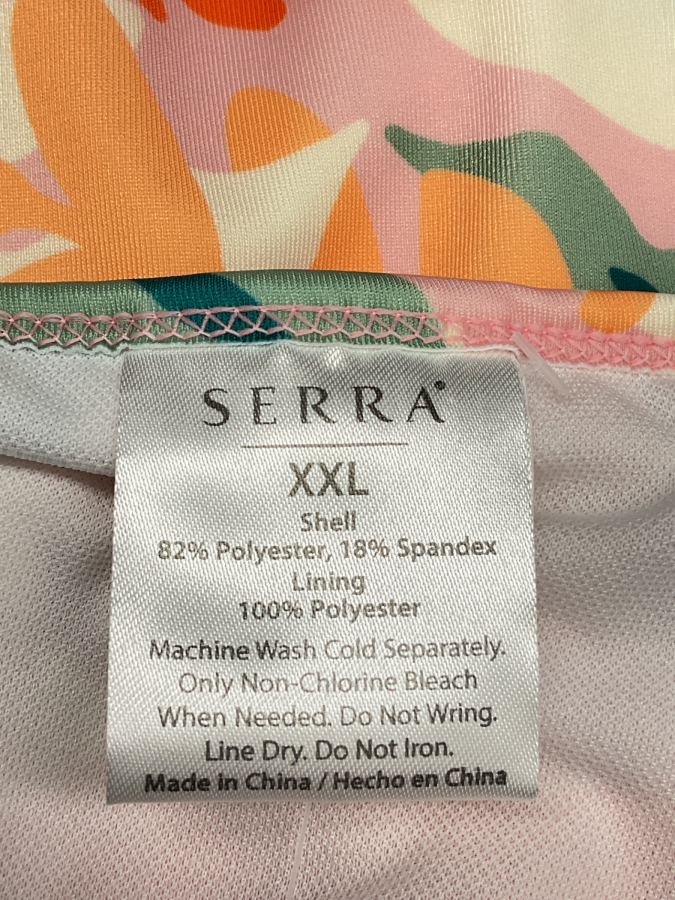 SERRA®
XXL
Shell
82% Polyester, 18% Spandex
Lining
100% Polyester
Machine Wash Cold Separately.
Only Non-Chlorine Bleach
When Needed. Do Not Wring.
Line Dry. Do Not Iron.
Made in China / Hecho en China